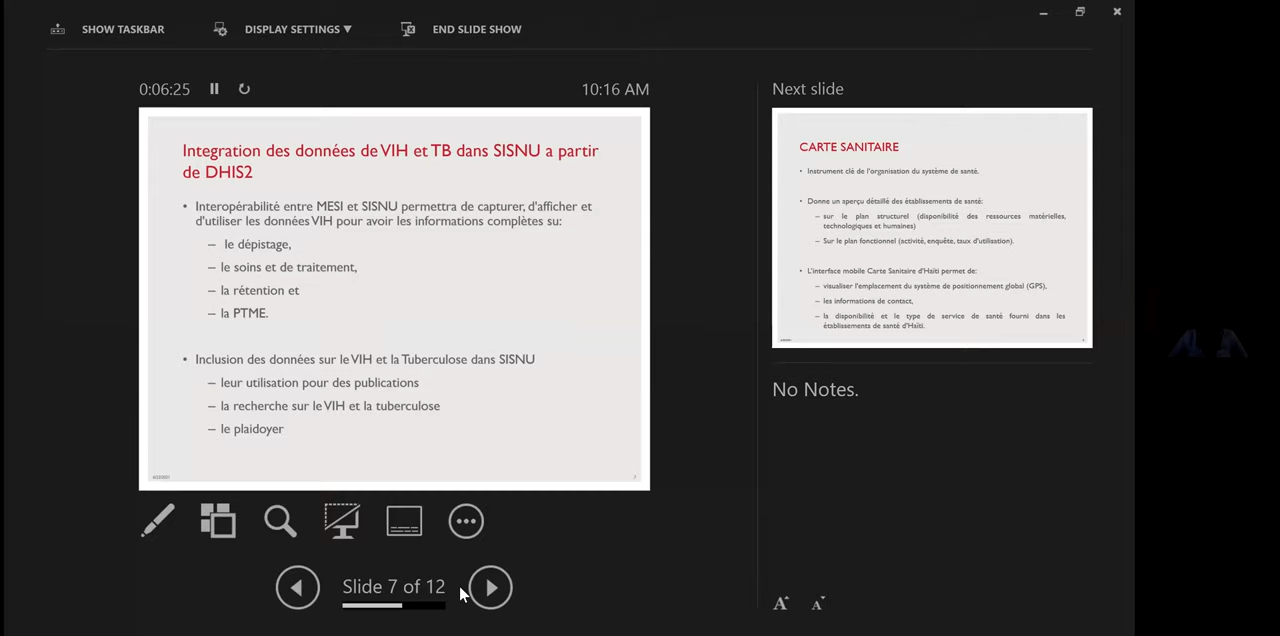 SHOW TASKBAR
DISPLAY SETTINGS ▼
END SLIDE SHOW
0:06:25
10:16 AM
Integration des données de VIH et TB dans SISNU a partir
de DHIS2
• Interopérabilité entre MESI et SISNU permettra de capturer, d'afficher et
d'utiliser les données VIH pour avoir les informations complètes su:
– le dépistage,
– le soins et de traitement,
– la rétention et
– la PTME.
• Inclusion des données sur le VIH et la Tuberculose dans SISNU
– leur utilisation pour des publications
– la recherche sur le VIH et la tuberculose
– le plaidoyer
7
Slide 7 of 12
Next slide
CARTE SANITAIRE
• Instrument clé de l'organisation du système de santé.
• Donne un aperçu détaillé des établissements de santé:
– sur le plan structurel (disponibilité des ressources matérielles,
technologiques et humaines)
– Sur le plan fonctionnel (activité, enquête, taux d'utilisation).
• L'interface mobile Carte Sanitaire d'Haïti permet de:
– visualiser l'emplacement du système de positionnement global (GPS),
– les informations de contact,
– la disponibilité et le type de service de santé fourni dans les
établissements de santé d'Haïti.
No Notes.
A A